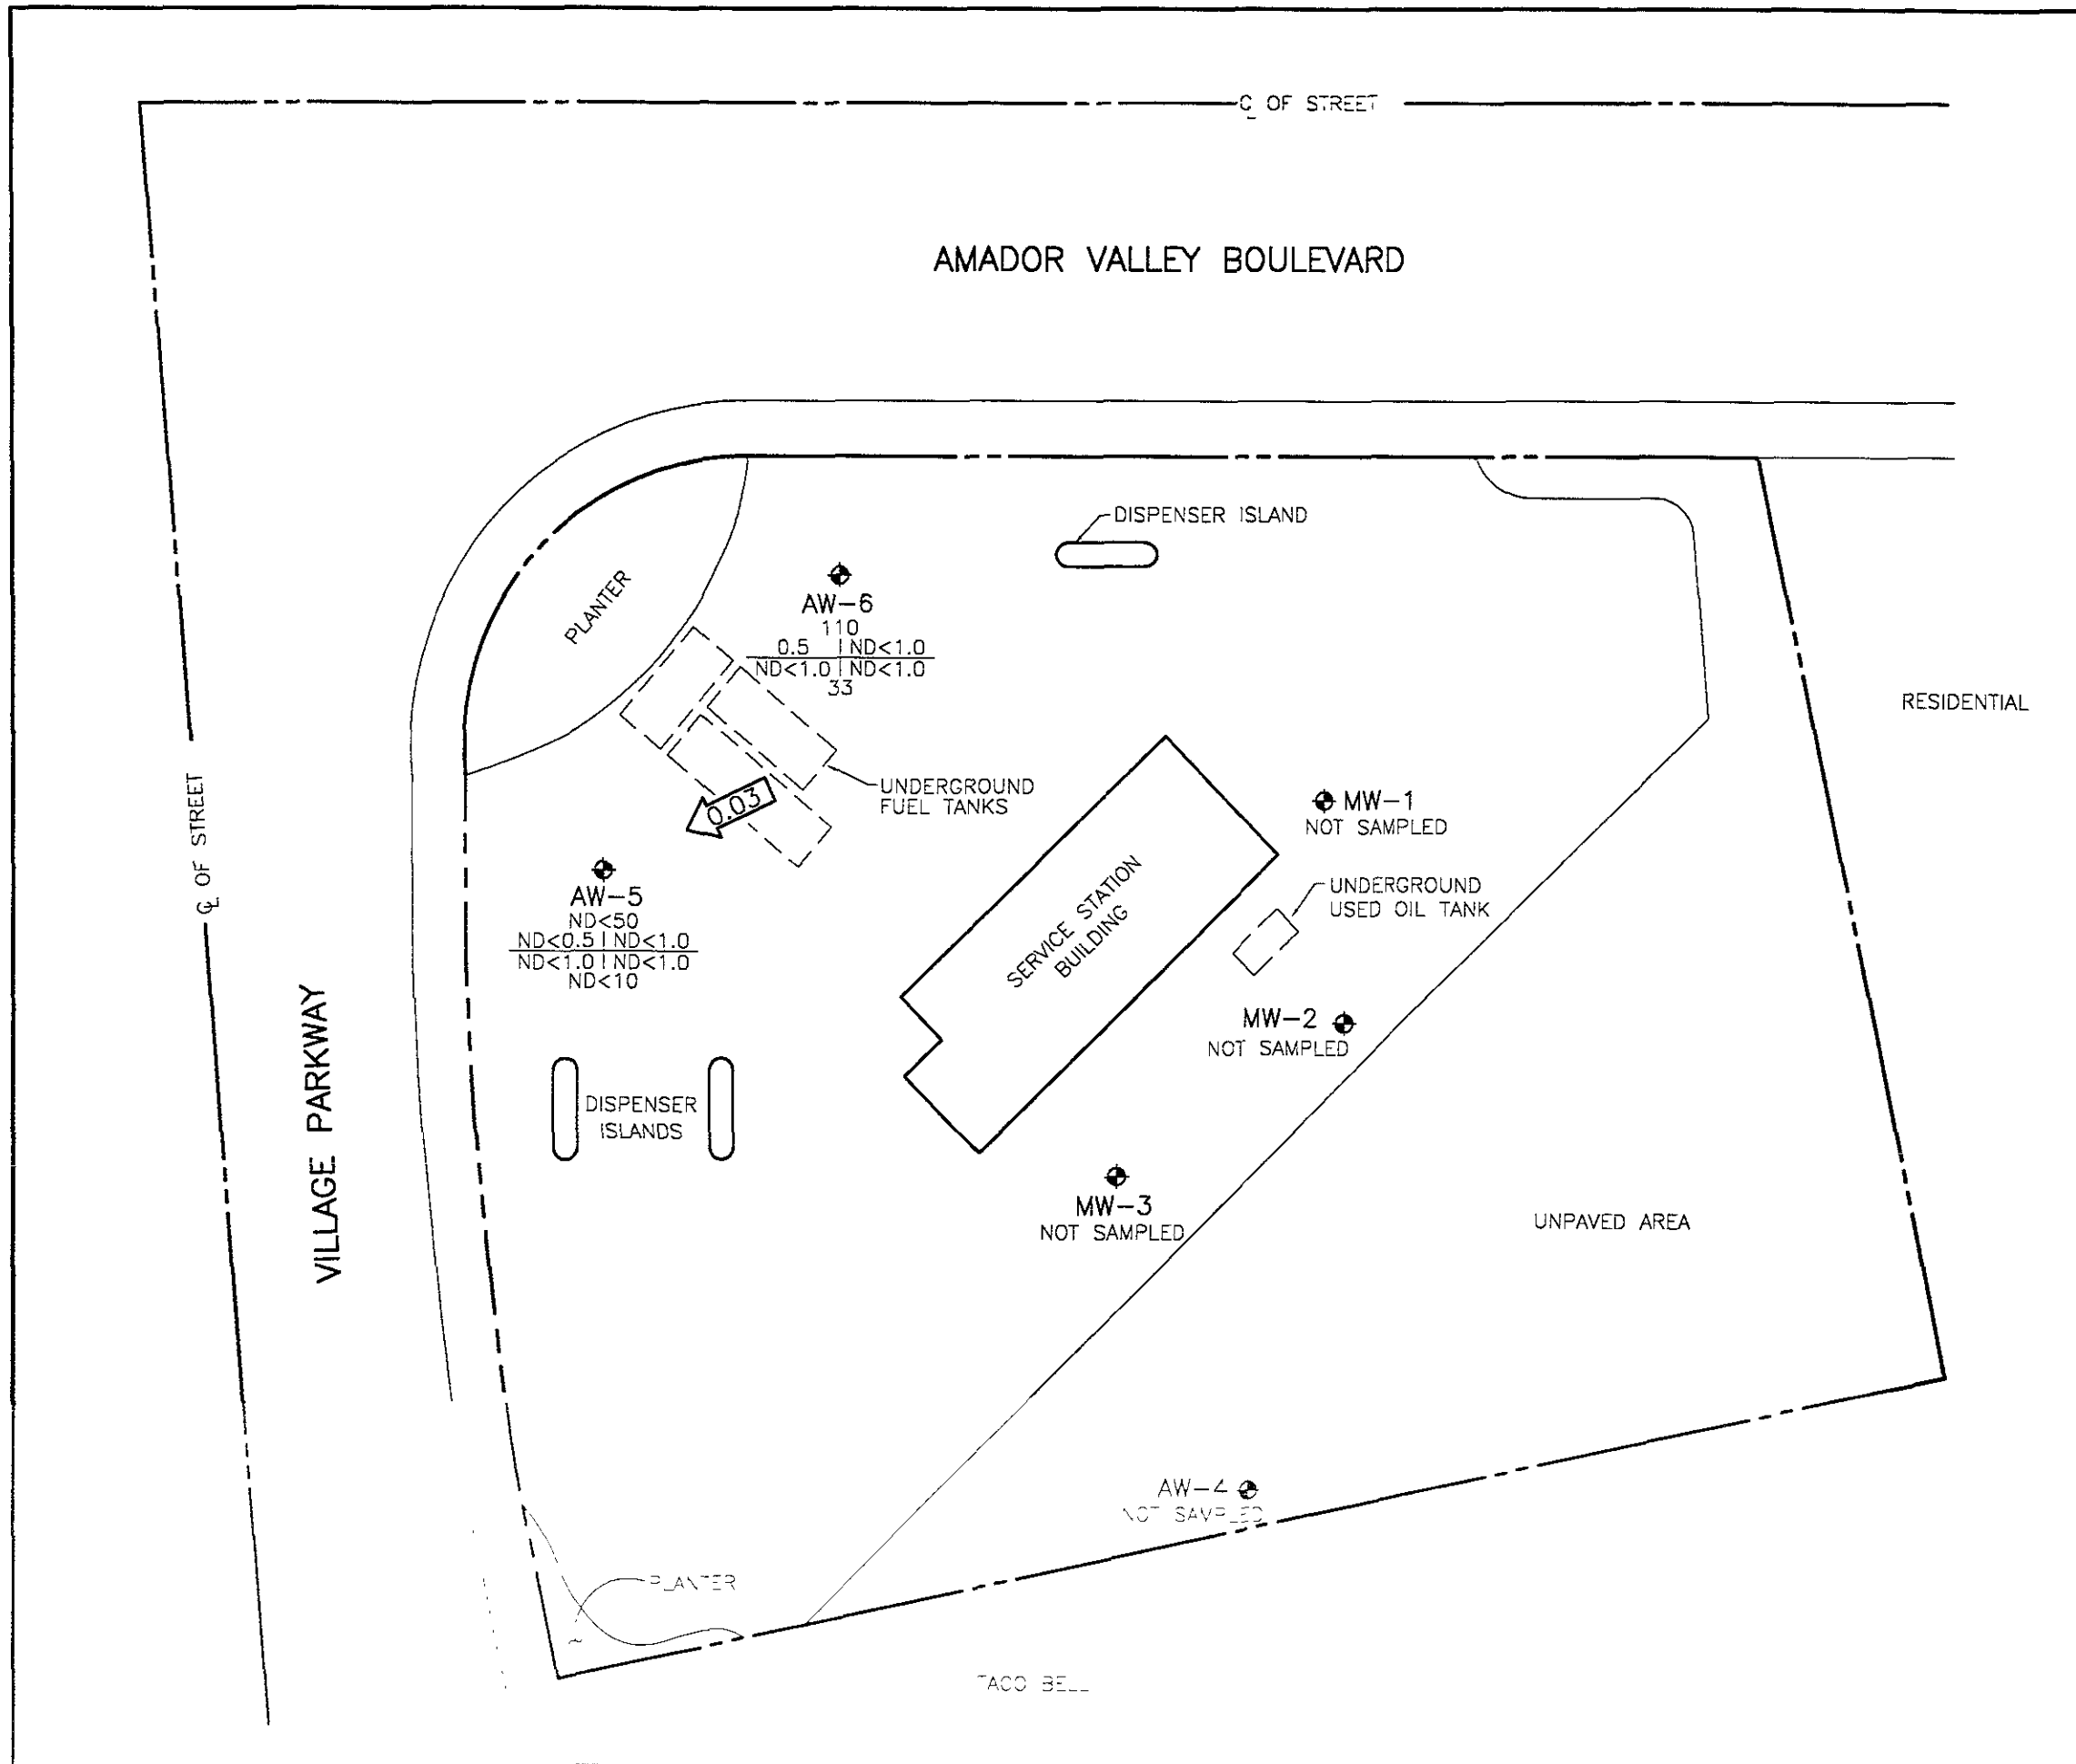 ℄ OF STREET
AMADOR VALLEY BOULEVARD
DISPENSER ISLAND
PLANTER
AW-6
110
0.5 | ND<1.0
ND<1.0 | ND<1.0
33
RESIDENTIAL
UNDERGROUND
FUEL TANKS
0.03
MW-1
NOT SAMPLED
℄ OF STREET
AW-5
ND<50
ND<0.5 | ND<1.0
ND<1.0 | ND<1.0
ND<10
SERVICE STATION
BUILDING
UNDERGROUND
USED OIL TANK
MW-2
NOT SAMPLED
VILLAGE PARKWAY
DISPENSER
ISLANDS
MW-3
NOT SAMPLED
UNPAVED AREA
AW-4
NOT SAMPLED
PLANTER
TACO BELL